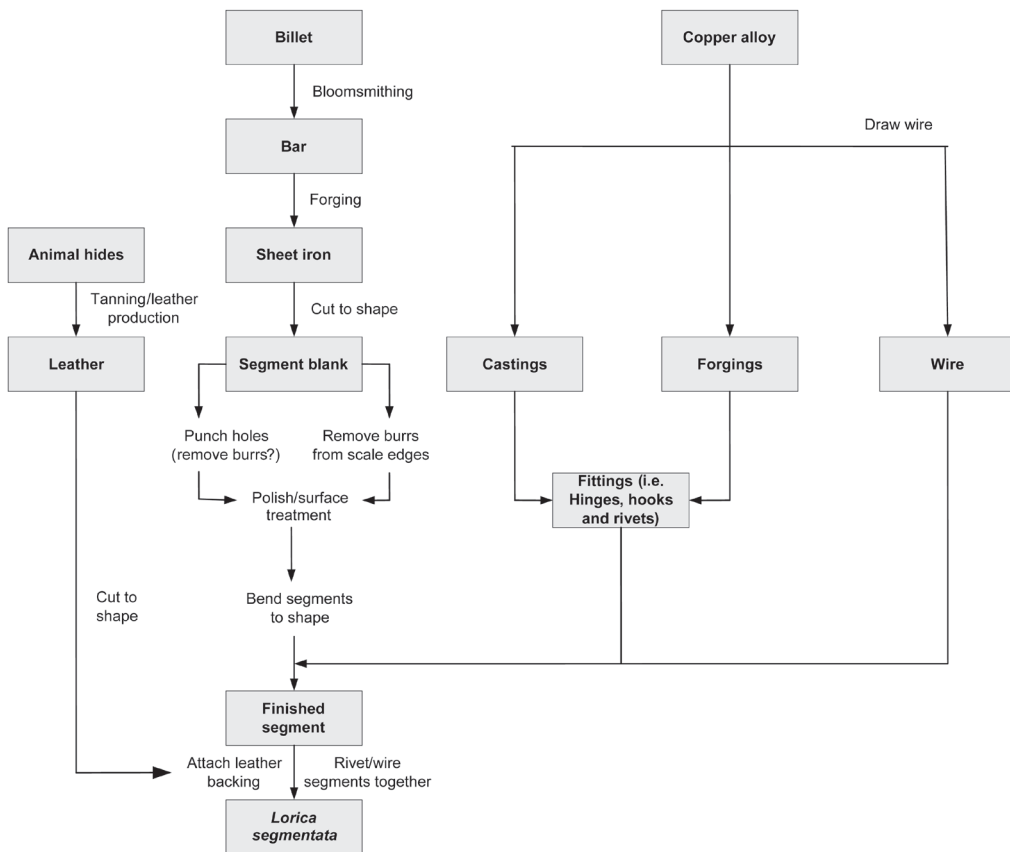 Billet
Copper alloy
Bloomsmithing
Draw wire
Bar
Forging
Animal hides
Sheet iron
Tanning/leather
production
Cut to shape
Leather
Segment blank
Castings
Forgings
Wire
Punch holes
(remove burrs?)
Remove burrs
from scale edges
Fittings (i.e.
Hinges, hooks
and rivets)
Polish/surface
treatment
Cut to
shape
Bend segments
to shape
Finished
segment
Attach leather
backing
Rivet/wire
segments together
Lorica
segmentata